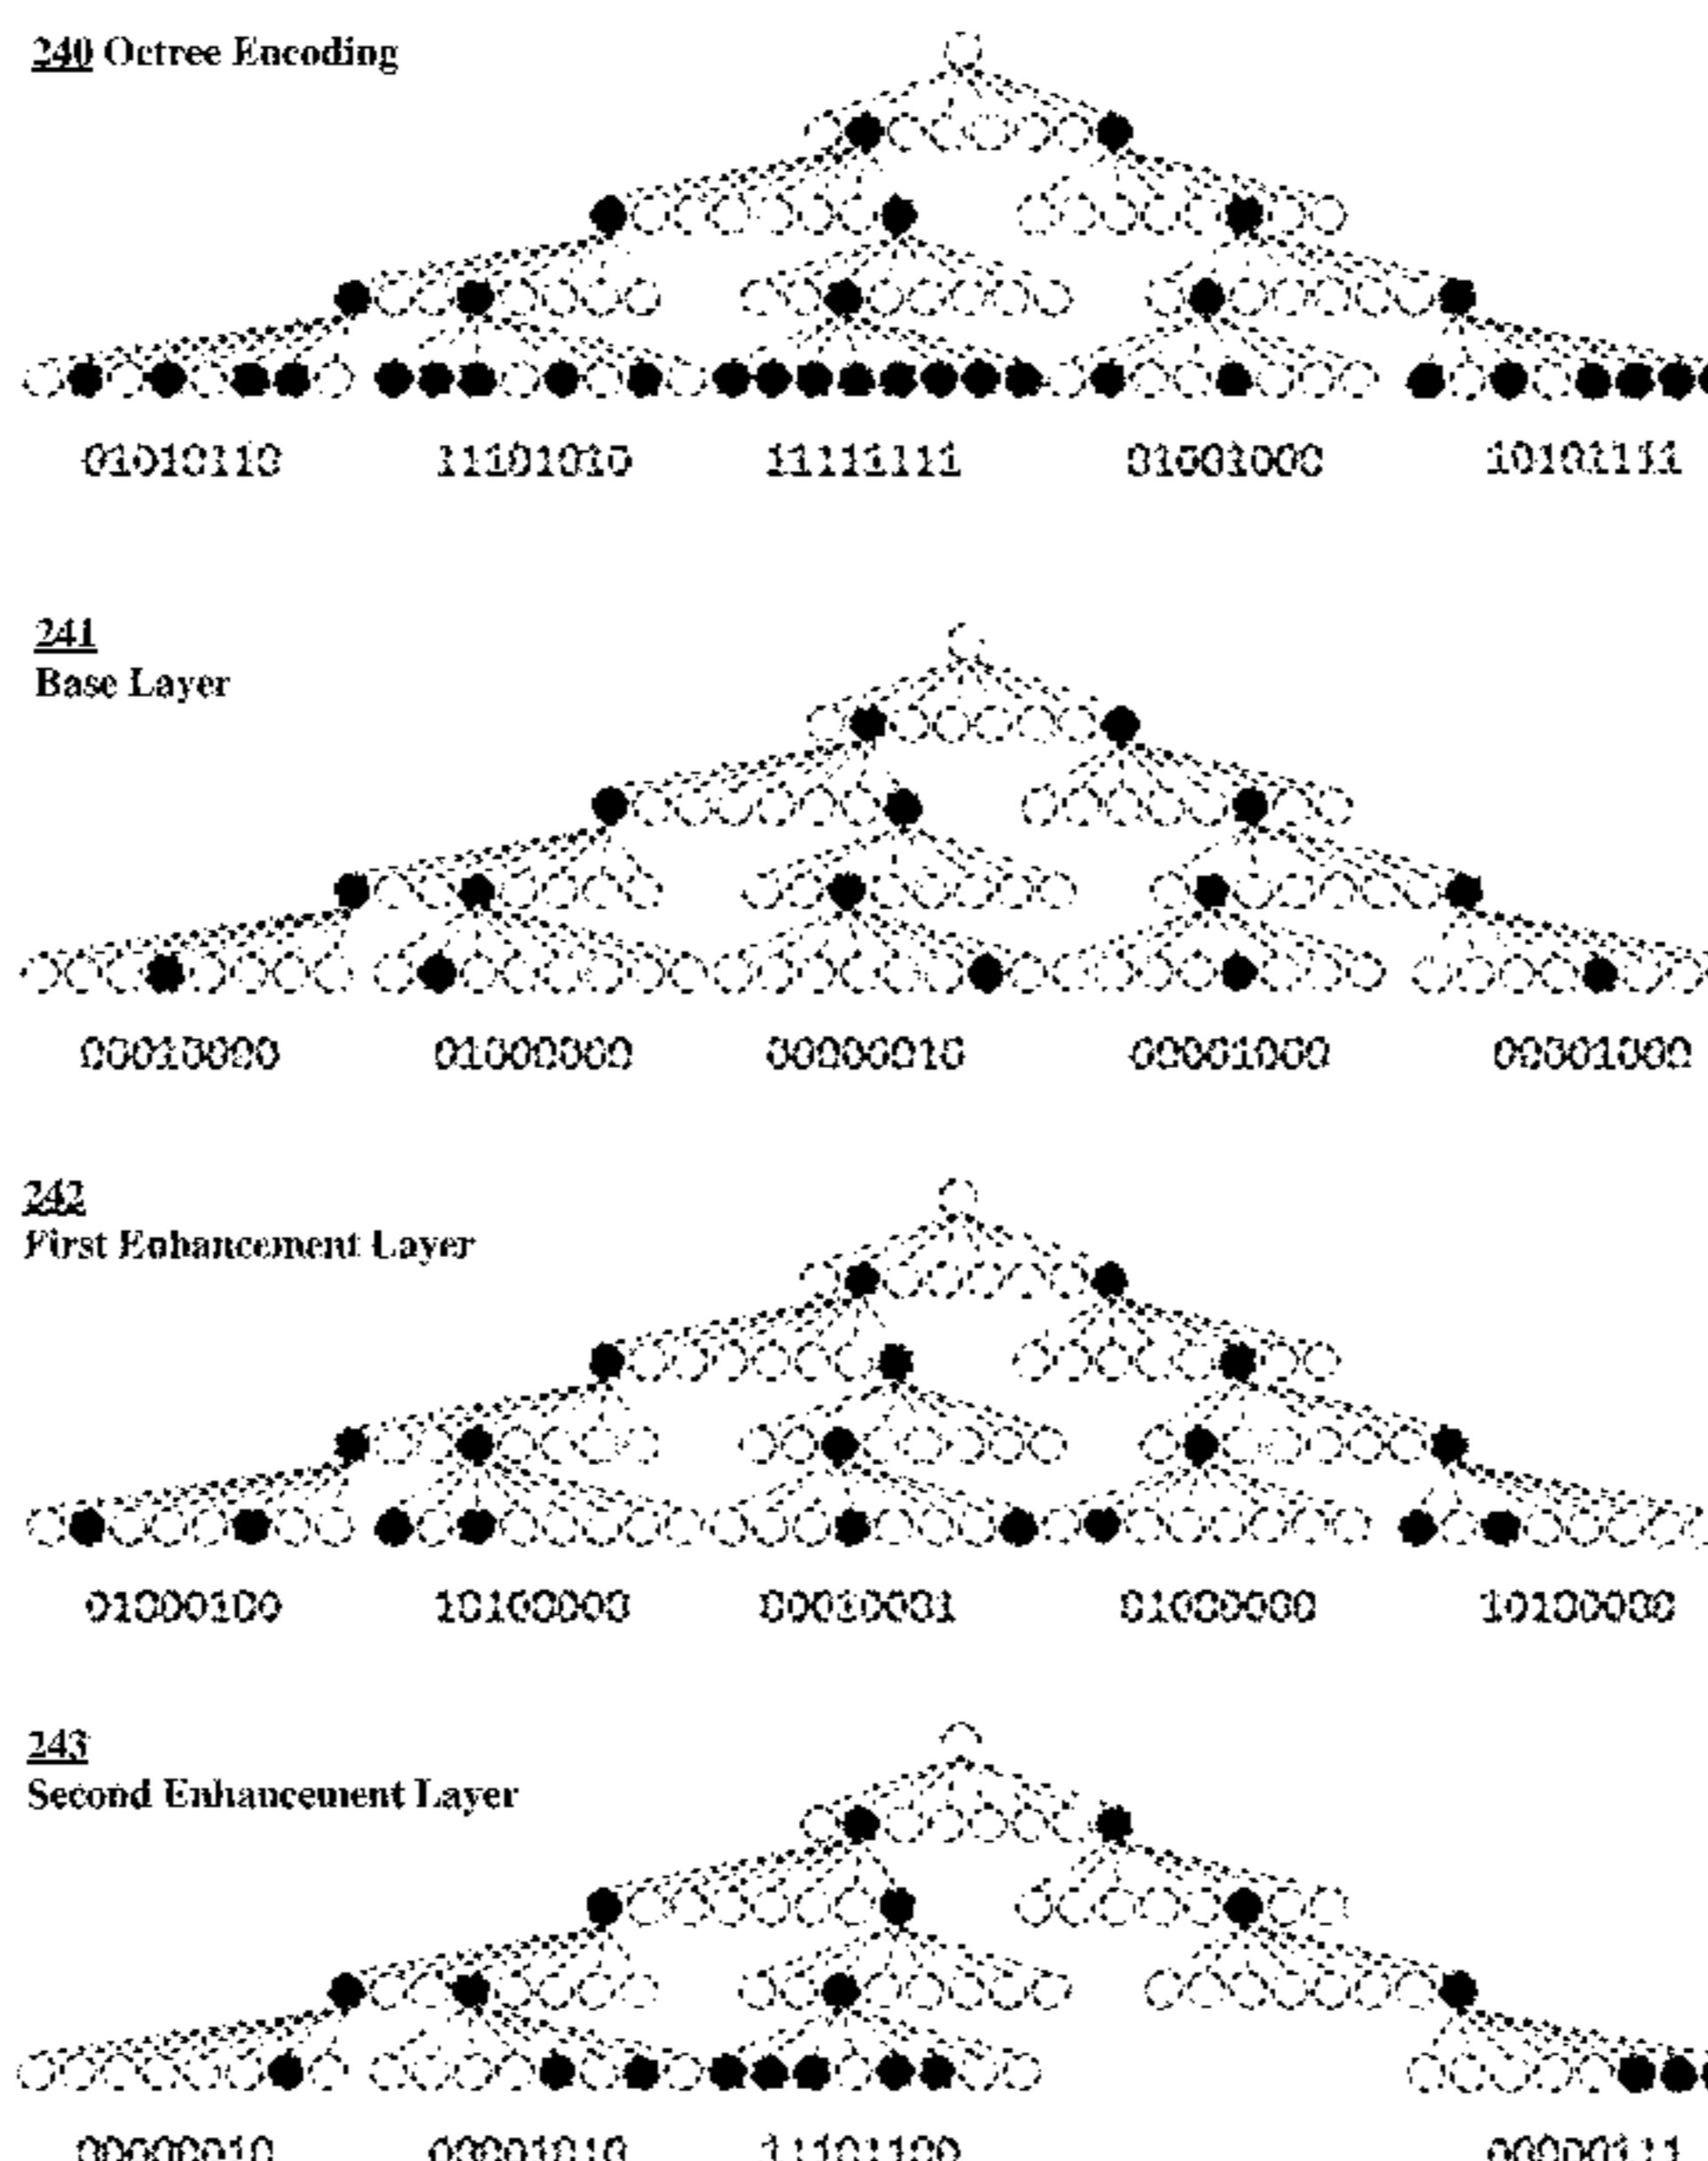 240 Octree Encoding
01010110 11101010 11111111 01001000 10101111
241
Base Layer
00010000 01000000 00000010 00001000 00001000
242
First Enhancement Layer
01000100 10100000 00010001 01000000 10100000
243
Second Enhancement Layer
00000010 00001010 11101100 00000111